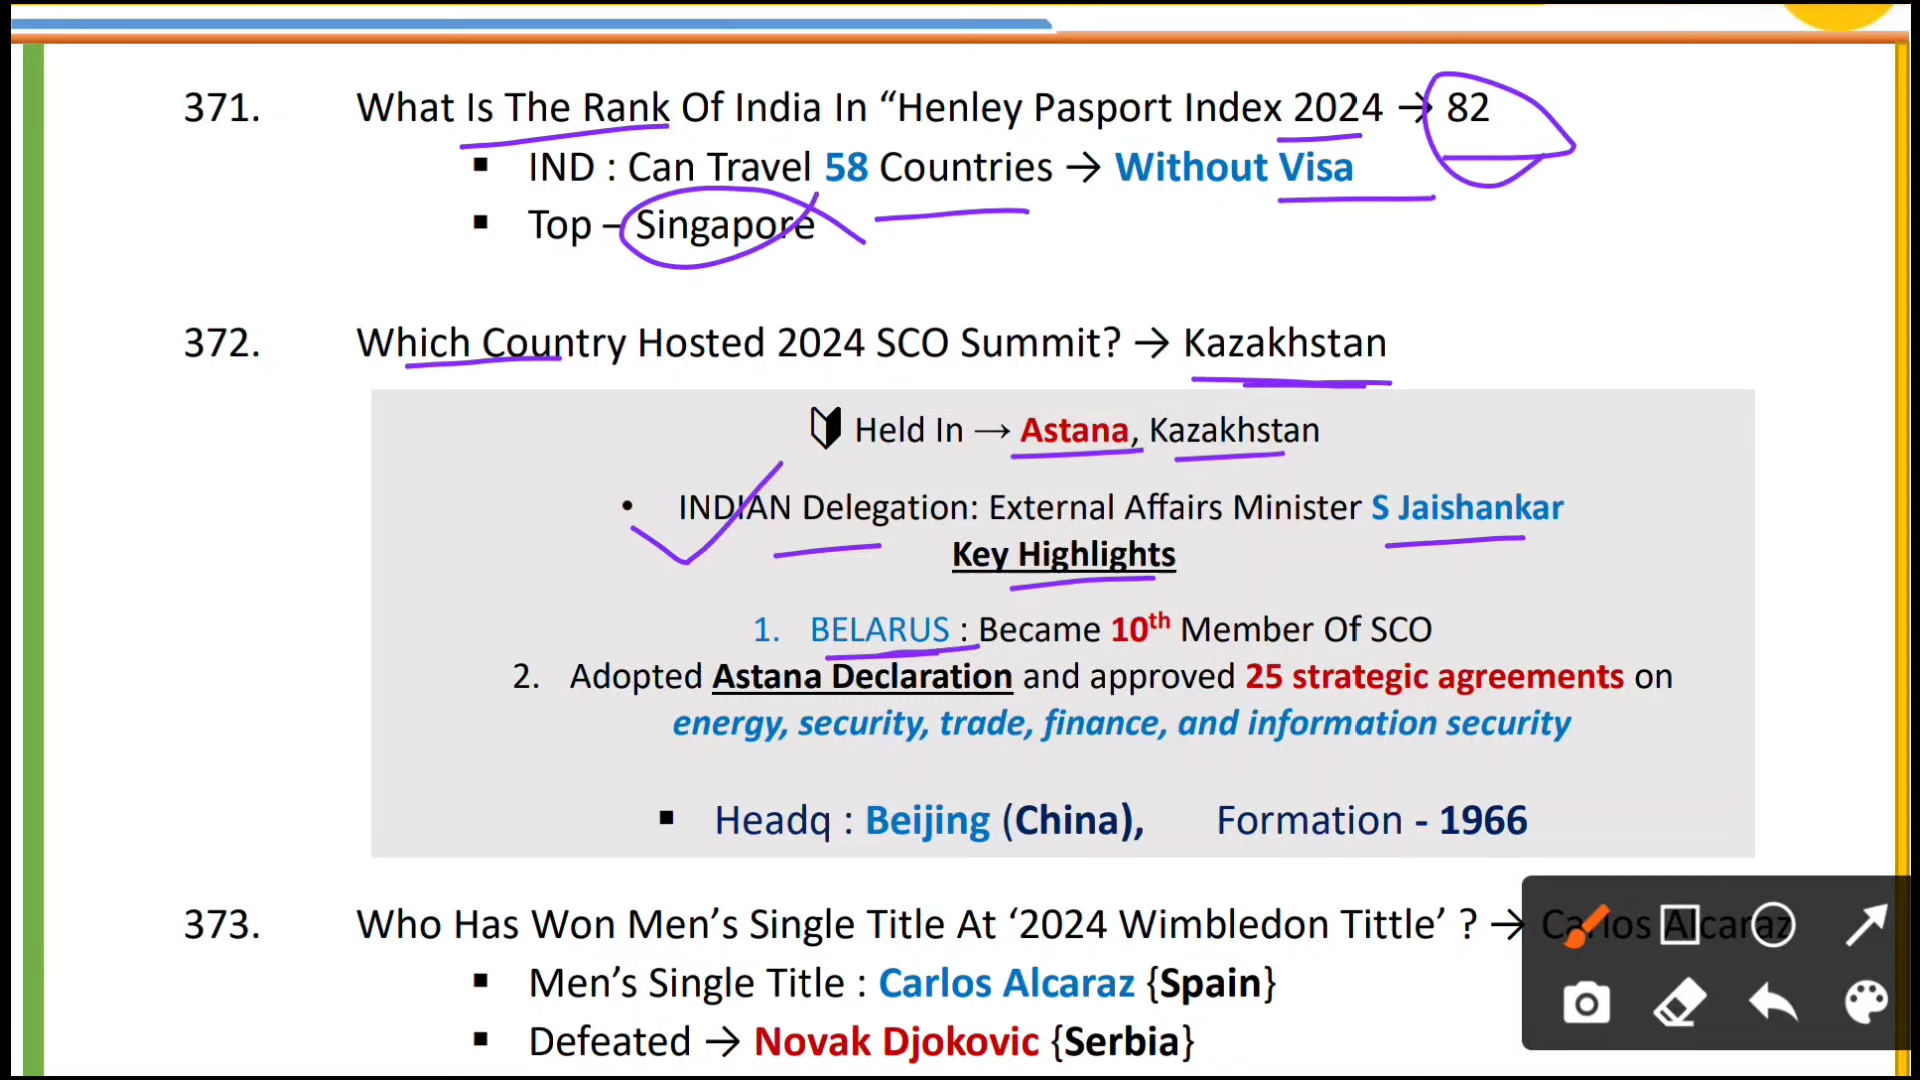 371. What Is The Rank Of India In “Henley Pasport Index 2024 → 82
▪ IND : Can Travel 58 Countries → Without Visa
▪ Top – Singapore
372. Which Country Hosted 2024 SCO Summit? → Kazakhstan
Held In → Astana, Kazakhstan
• INDIAN Delegation: External Affairs Minister S Jaishankar
Key Highlights
1. BELARUS : Became 10th Member Of SCO
2. Adopted Astana Declaration and approved 25 strategic agreements on
energy, security, trade, finance, and information security
▪ Headq : Beijing (China), Formation - 1966
373. Who Has Won Men’s Single Title At ‘2024 Wimbledon Tittle’ ? → Carlos Alcaraz
▪ Men’s Single Title : Carlos Alcaraz {Spain}
▪ Defeated → Novak Djokovic {Serbia}